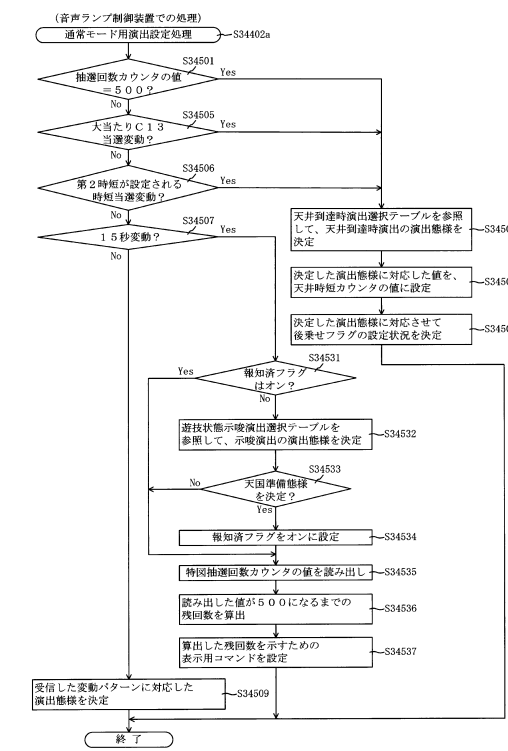 (音声ランプ制御装置での処理)
通常モード用演出設定処理
S34402a
S34501
抽選回数カウンタの値
=500?
Yes
No
S34505
大当たりC13
当選変動?
Yes
No
S34506
第2時短が設定される
時短当選変動?
Yes
No
S34507
15秒変動?
Yes
No
天井到達時演出選択テーブルを参照
して、天井到達時演出の演出態様を
決定
決定した演出態様に対応した値を、
天井時短カウンタの値に設定
決定した演出態様に対応させて
後乗せフラグの設定状況を決定
S34531
報知済フラグ
はオン?
Yes
No
遊技状態示唆演出選択テーブルを
参照して、示唆演出の演出態様を決定
S34532
S34533
天国準備態様
を決定?
No
Yes
報知済フラグをオンに設定
S34534
特図抽選回数カウンタの値を読み出し
S34535
読み出した値が500になるまでの
残回数を算出
S34536
算出した残回数を示すための
表示用コマンドを設定
S34537
受信した変動パターンに対応した
演出態様を決定
S34509
終了